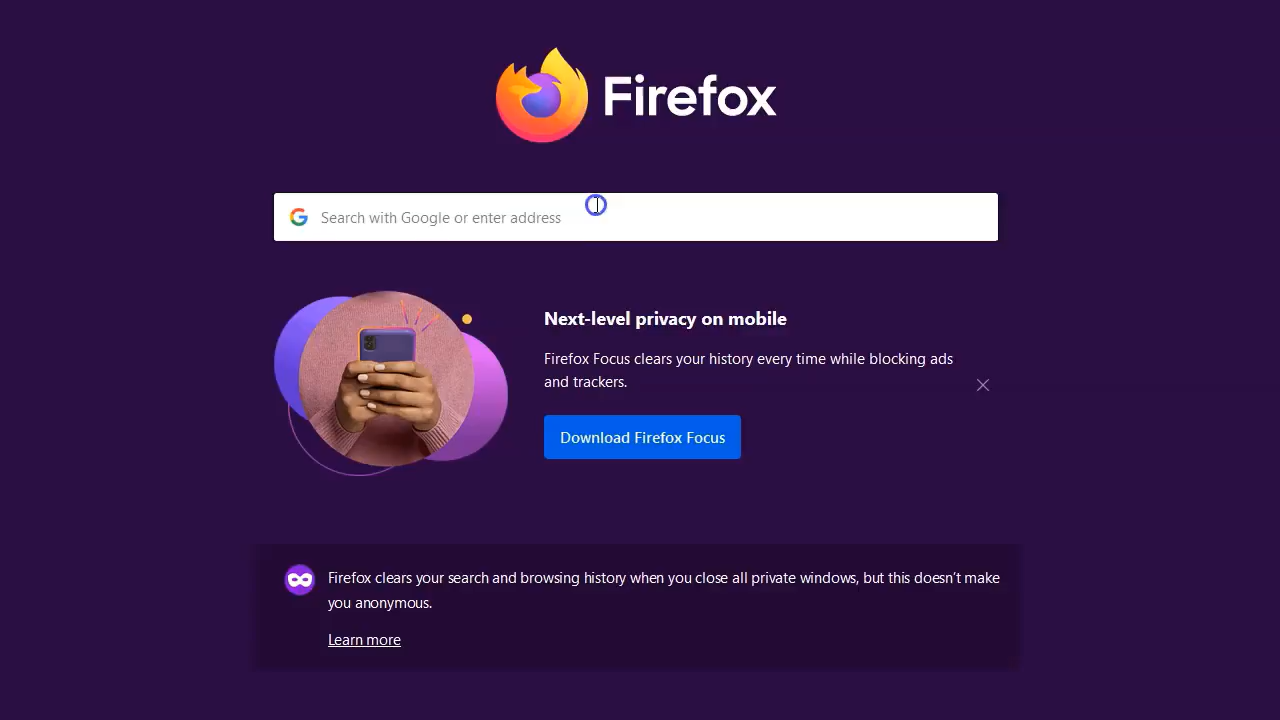 Firefox
Search with Google or enter address
Next-level privacy on mobile
Firefox Focus clears your history every time while blocking ads
and trackers.
Download Firefox Focus
Firefox clears your search and browsing history when you close all private windows, but this doesn’t make
you anonymous.
Learn more